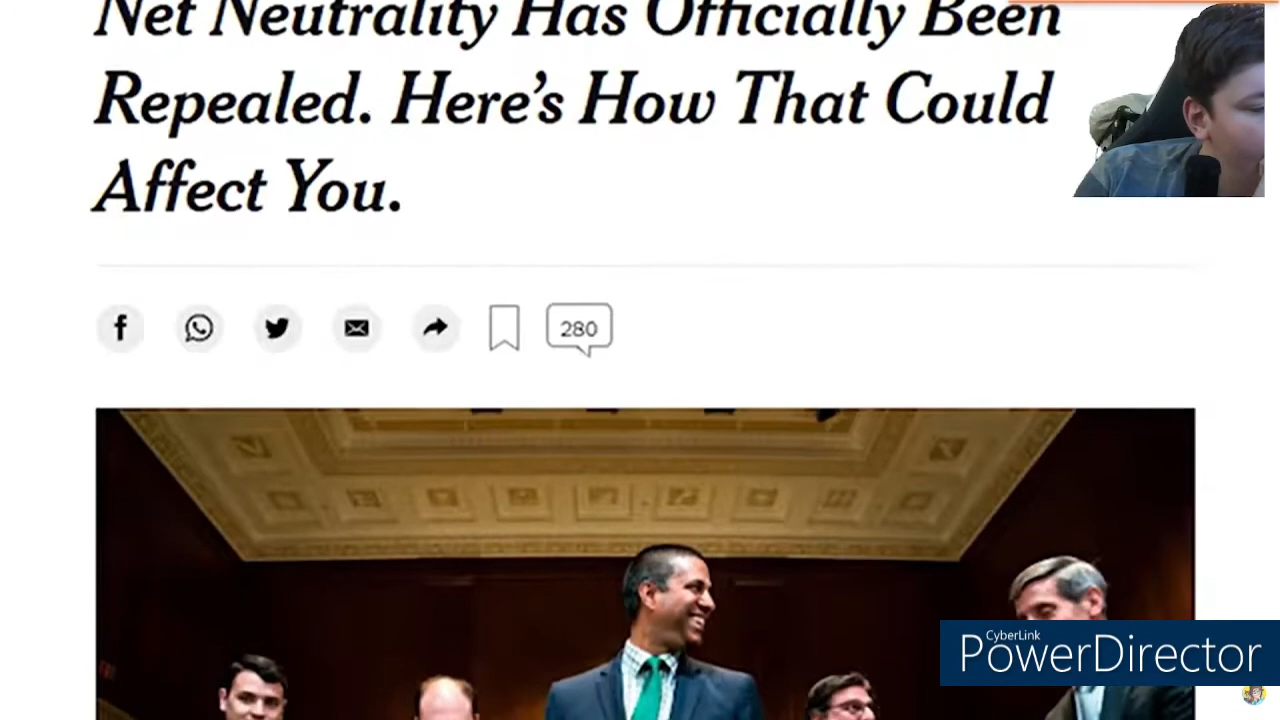 Net Neutrality Has Officially Been
Repealed. Here's How That Could
Affect You.
280
CyberLink
PowerDirector